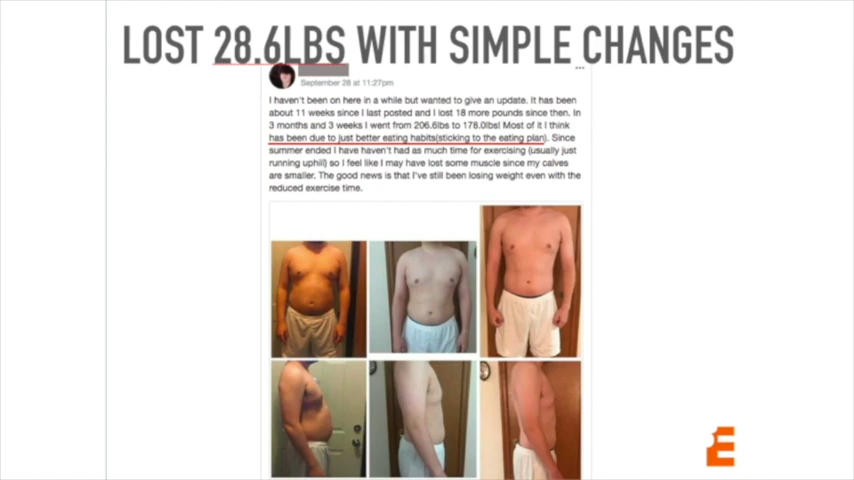 LOST 28.6LBS WITH SIMPLE CHANGES
September 28 at 11:27pm
I haven't been on here in a while but wanted to give an update. It has been
about 11 weeks since I last posted and I lost 18 more pounds since then. In
3 months and 3 weeks I went from 206.6lbs to 178.0lbs! Most of it I think
has been due to just better eating habits(sticking to the eating plan). Since
summer ended I have haven't had as much time for exercising (usually just
running uphill) so I feel like I may have lost some muscle since my calves
are smaller. The good news is that I've still been losing weight even with the
reduced exercise time.
E